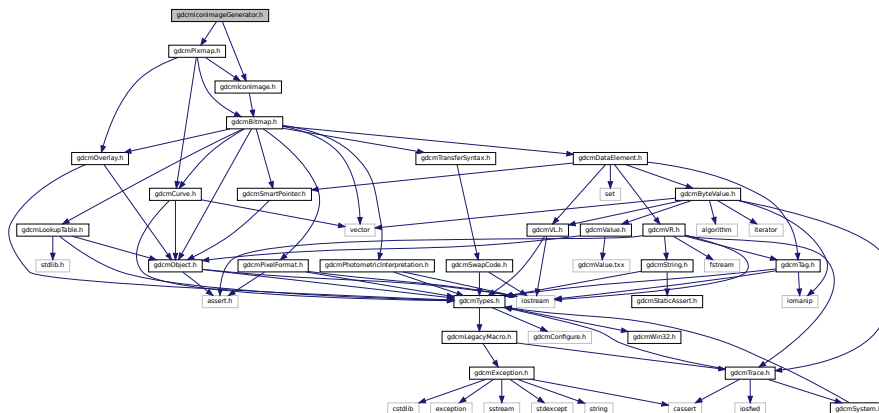 gdcmIconImageGenerator.h
gdcmPixmap.h
gdcmIconImage.h
gdcmBitmap.h
gdcmOverlay.h
gdcmTransferSyntax.h
gdcmDataElement.h
gdcmCurve.h
gdcmSmartPointer.h
set
gdcmByteValue.h
gdcmLookupTable.h
vector
gdcmVL.h
gdcmValue.h
gdcmVR.h
algorithm
iterator
stdlib.h
gdcmObject.h
gdcmPixelFormat.h
gdcmPhotometricInterpretation.h
gdcmSwapCode.h
gdcmValue.txx
gdcmString.h
fstream
gdcmTag.h
assert.h
gdcmTypes.h
iostream
gdcmStaticAssert.h
iomanip
gdcmLegacyMacro.h
gdcmConfigure.h
gdcmWin32.h
gdcmException.h
gdcmTrace.h
cstdlib
exception
sstream
stdexcept
string
cassert
iosfwd
gdcmSystem.h